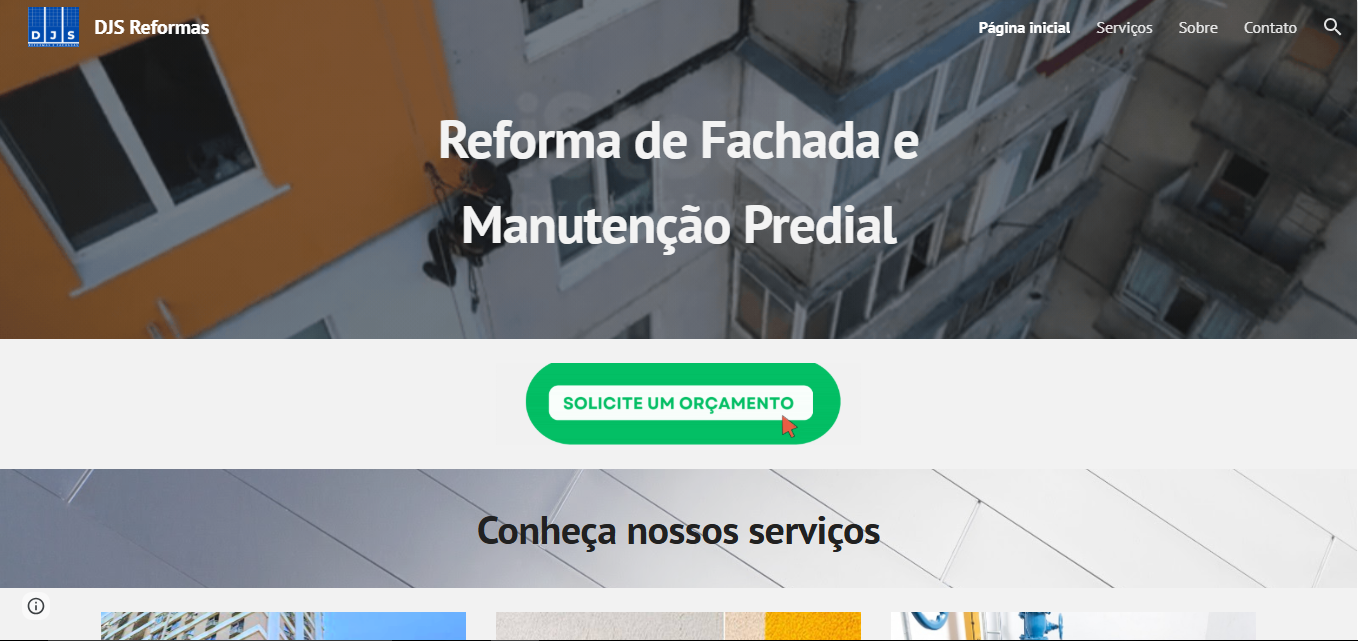 DJS
DJS Reformas
Página inicial
Serviços
Sobre
Contato
iStock
Reforma de Fachada e
Manutenção Predial
SOLICITE UM ORÇAMENTO
Conheça nossos serviços